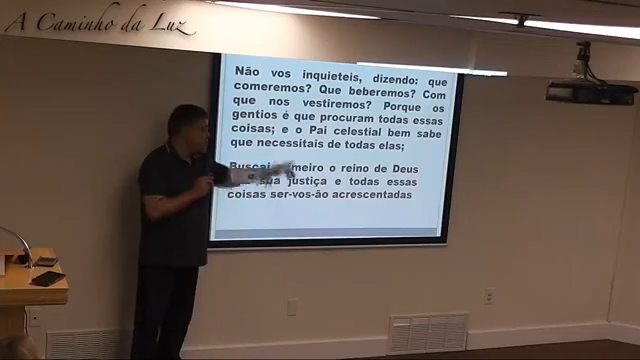 A Caminho da Luz
Não vos inquieteis, dizendo: que
comeremos? Que beberemos? Com
que nos vestiremos? Porque os
gentios é que procuram todas essas
coisas; e o Pai celestial bem sabe
que necessitais de todas elas;
Buscai o reino de Deus
sua justiça e todas essas
coisas ser-vos-ão acrescentadas